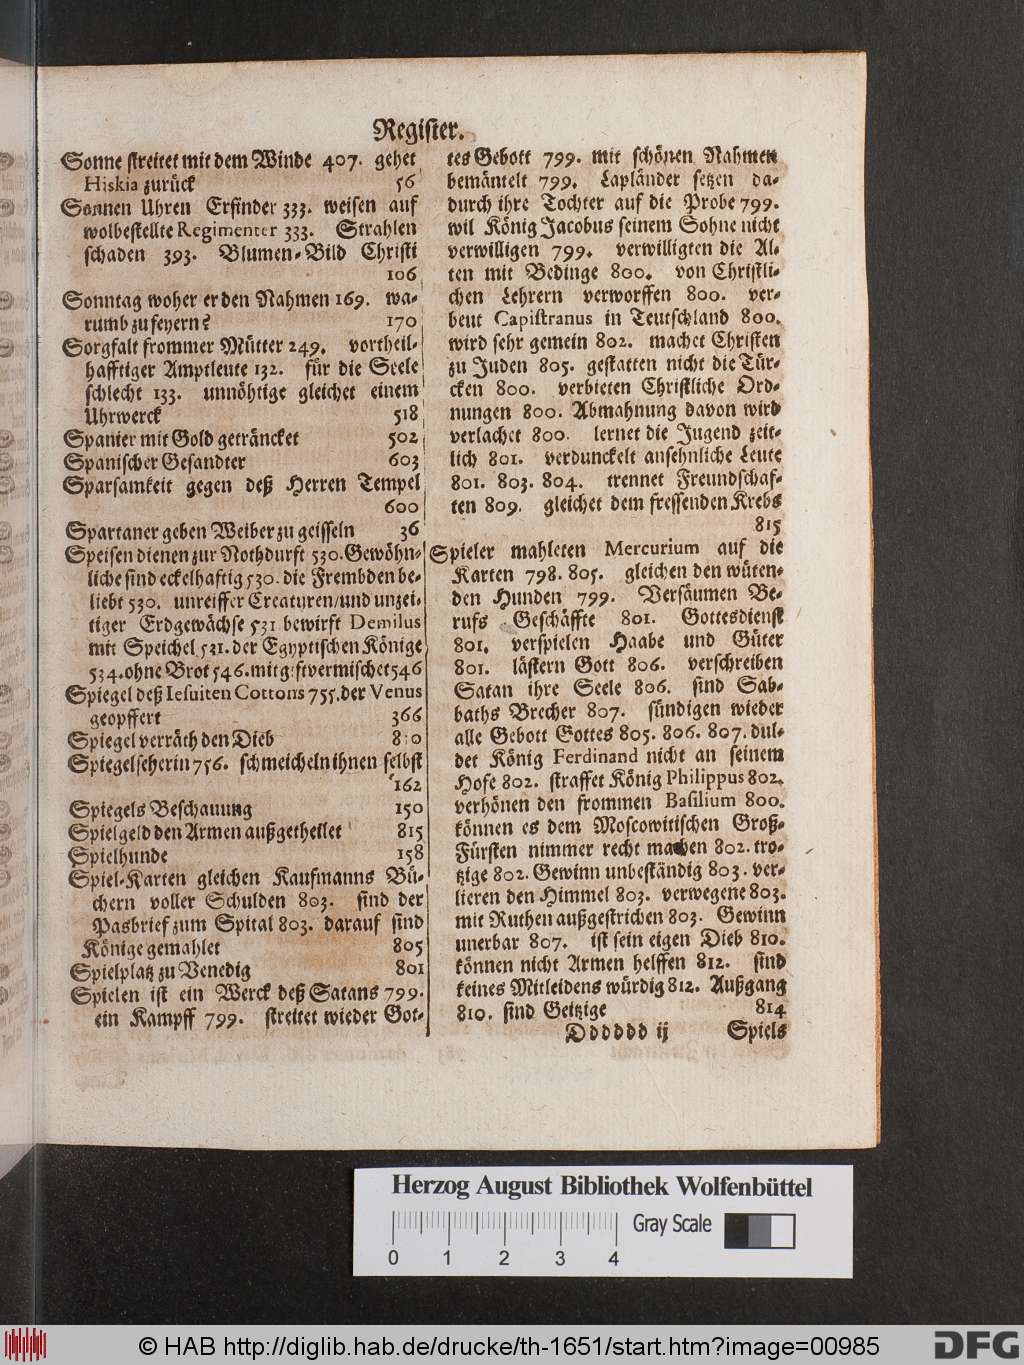 Register.
Sonne streitet mit dem Winde 407. gehet
Hiskia zurück 56
Sonnen Uhren Erfinder 333. weisen auf
wolbestellte Regimenter 333. Strahlen
schaden 393. Blumen-Bild Christi
106
Sonntag woher er den Nahmen 169. wa-
rumb zu feyern? 170
Sorgfalt frommer Mütter 249. vortheil-
hafftiger Amptleute 132. für die Seele
schlecht 133. unnöhtige gleichet einem
Uhrwerck 518
Spanier mit Gold geträncket 502
Spanischer Gesandter 603
Sparsamkeit gegen deß Herren Tempel
600
Spartaner geben Weiber zu geisseln 36
Speisen dienen zur Nothdurft 530. Gewöhn-
liche sind eckelhaftig 530. die Frembden be-
liebt 530. unreiffer Creaturen/ und unzei-
tiger Erdgewächse 531 bewirft Demilus
mit Speichel 531. der Egyptischen Könige
534. ohne Brot 546. mit gift vermischet 546
Spiegel deß Iesuiten Cottons 755. der Venus
geopffert 366
Spiegel verräth den Dieb 810
Spiegelseherin 756. schmeicheln ihnen selbst
162
Spiegels Beschauung 150
Spielgeld den Armen außgetheilet 815
Spielhunde 158
Spiel-Karten gleichen Kaufmanns Bü-
chern voller Schulden 803. sind der
Pasbrief zum Spital 803. darauf sind
Könige gemahlet 805
Spielplatz zu Venedig 801
Spielen ist ein Werck deß Satans 799.
ein Kampff 799. streitet wieder Got-
tes Gebott 799. mit schönen Nahmen
bemäntelt 799. Lapländer setzen da-
durch ihre Tochter auf die Probe 799.
wil König Jacobus seinem Sohne nicht
verwilligen 799. verwilligten die Al-
ten mit Bedinge 800. von Christli-
chen Lehrern verworffen 800. ver-
beut Capistranus in Teutschland 800.
wird sehr gemein 802. machet Christen
zu Juden 805. gestatten nicht die Tür-
cken 800. verbieten Christliche Ord-
nungen 800. Abmahnung davon wird
verlachet 800. lernet die Jugend zeit-
lich 801. verdunckelt ansehnliche Leute
801. 803. 804. trennet Freundschaf-
ten 809. gleichet dem fressenden Krebs
815
Spieler mahleten Mercurium auf die
Karten 798. 805. gleichen den wüten-
den Hunden 799. Versäumen Be-
rufs Geschäffte 801. Gottesdienst
801. verspielen Haabe und Güter
801. lästern Gott 806. verschreiben
Satan ihre Seele 806. sind Sab-
baths Brecher 807. sündigen wieder
alle Gebott Gottes 805. 806. 807. dul-
det König Ferdinand nicht an seinem
Hofe 802. straffet König Philippus 802.
verhönen den frommen Basilium 800.
können es dem Moscowitischen Groß-
Fürsten nimmer recht machen 802. tro-
tzige 802. Gewinn unbeständig 803. ver-
lieren den Himmel 803. verwegene 803.
mit Ruthen außgestrichen 803. Gewinn
unerbar 807. ist sein eigen Dieb 810.
können nicht Armen helffen 812. sind
keines Mitleidens würdig 812. Außgang
810. sind Geitzige 814
Dddddd ij Spiels
Herzog August Bibliothek Wolfenbüttel
Gray Scale
0 1 2 3 4
© HAB http://diglib.hab.de/drucke/th-1651/start.htm?image=00985
DFG